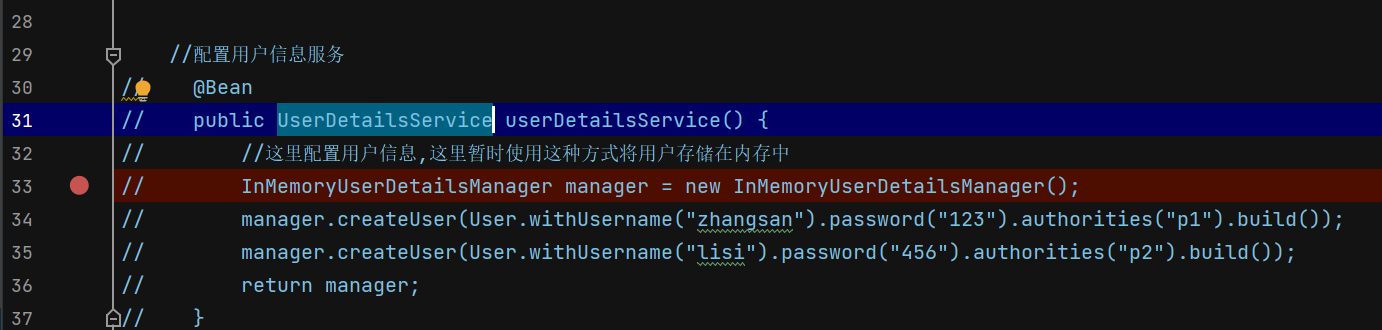 28
29 //配置用户信息服务
30 // @Bean
31 // public UserDetailsService userDetailsService() {
32 // //这里配置用户信息,这里暂时使用这种方式将用户存储在内存中
33 // InMemoryUserDetailsManager manager = new InMemoryUserDetailsManager();
34 // manager.createUser(User.withUsername("zhangsan").password("123").authorities("p1").build());
35 // manager.createUser(User.withUsername("lisi").password("456").authorities("p2").build());
36 // return manager;
37 // }